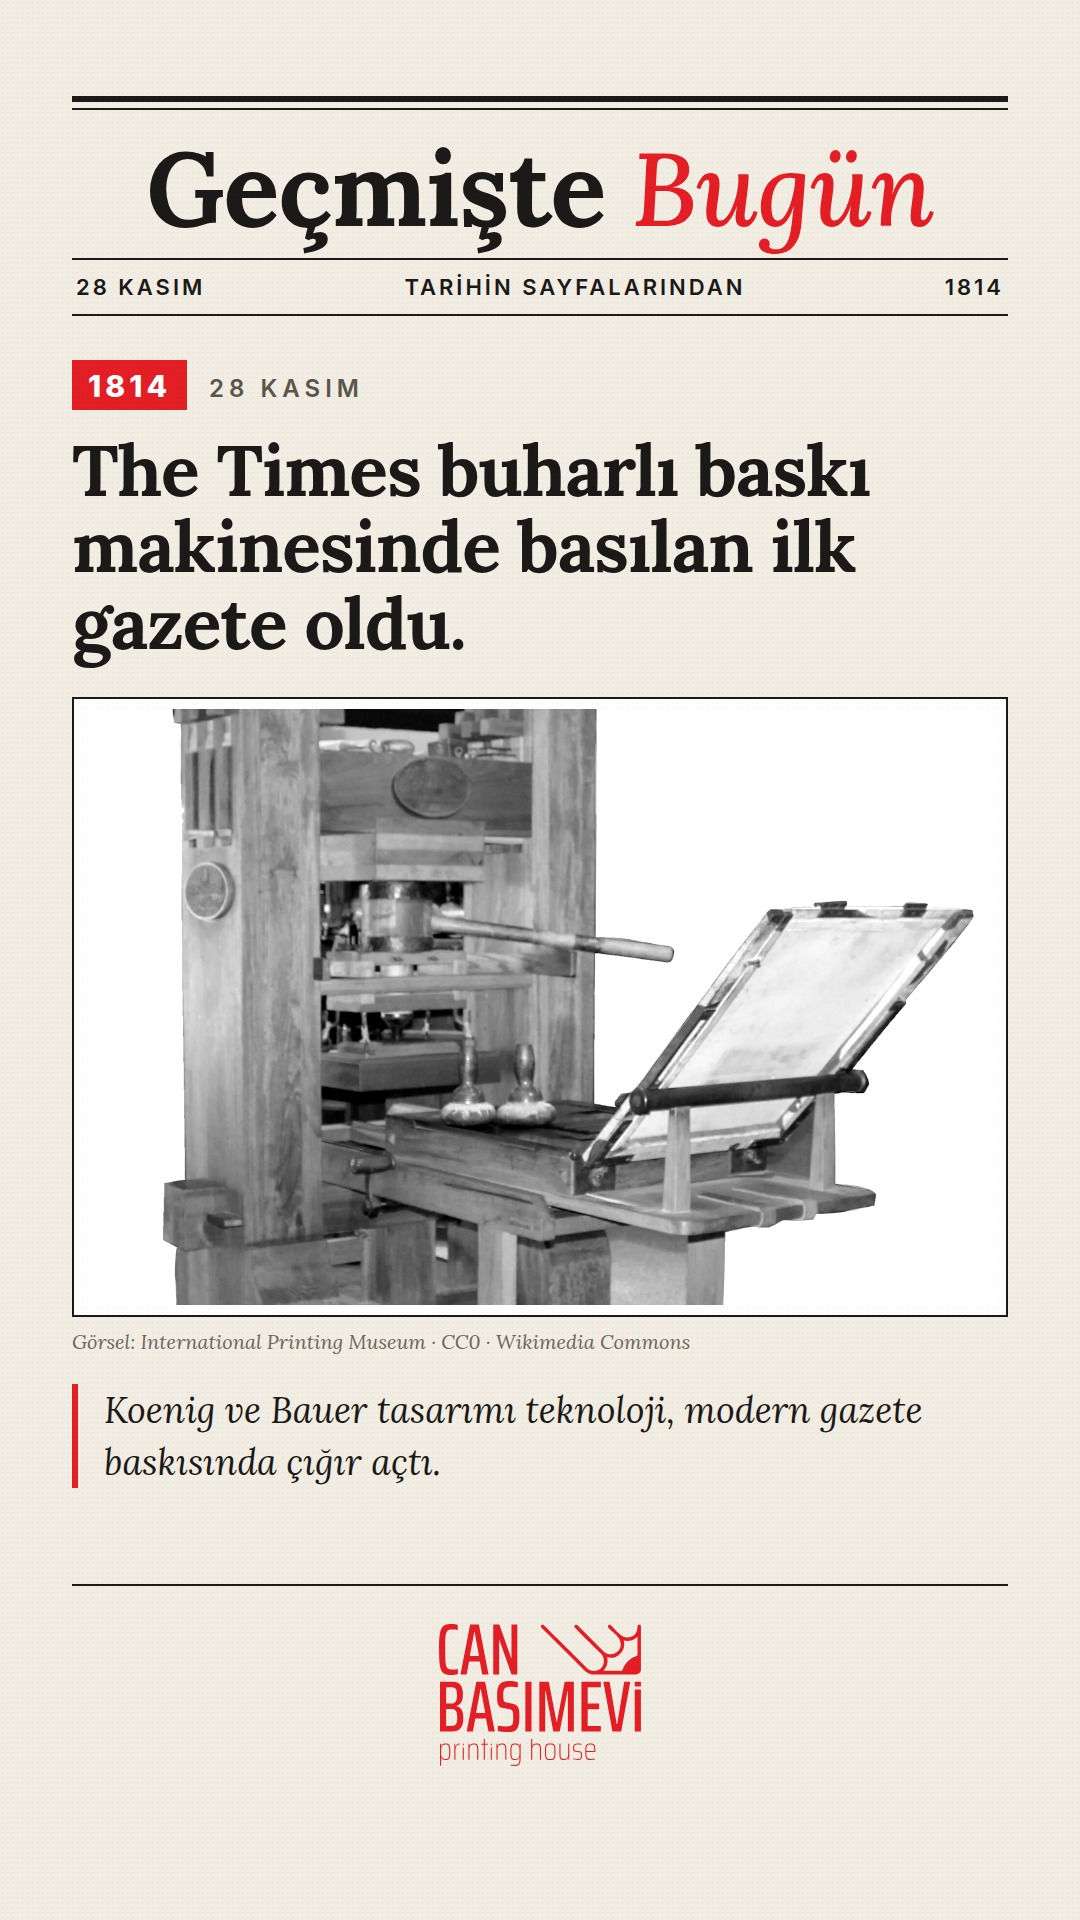 Geçmişte Bugün
28 KASIM TARİHİN SAYFALARINDAN 1814
1814 28 KASIM
The Times buharlı baskı
makinesinde basılan ilk
gazete oldu.
Görsel: International Printing Museum · CC0 · Wikimedia Commons
Koenig ve Bauer tasarımı teknoloji, modern gazete
baskısında çığır açtı.
CAN
BASIMEVİ
printing house